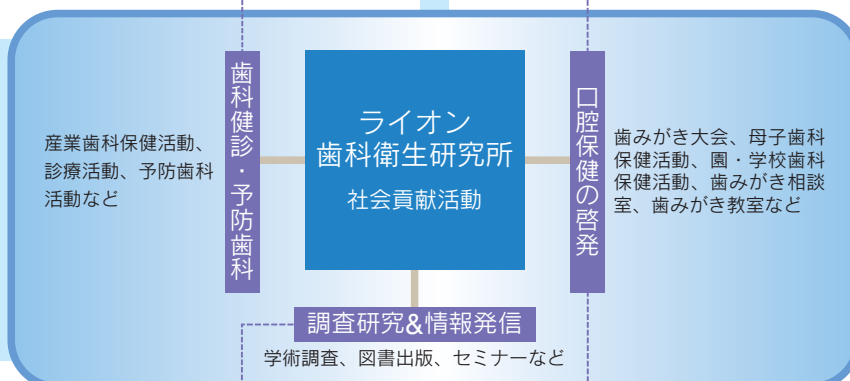 歯科健診・予防歯科
産業歯科保健活動、
診療活動、予防歯科
活動など
ライオン
歯科衛生研究所
社会貢献活動
口腔保健の啓発
歯みがき大会、母子歯科
保健活動、園・学校歯科
保健活動、歯みがき相談
室、歯みがき教室など
調査研究&情報発信
学術調査、図書出版、セミナーなど